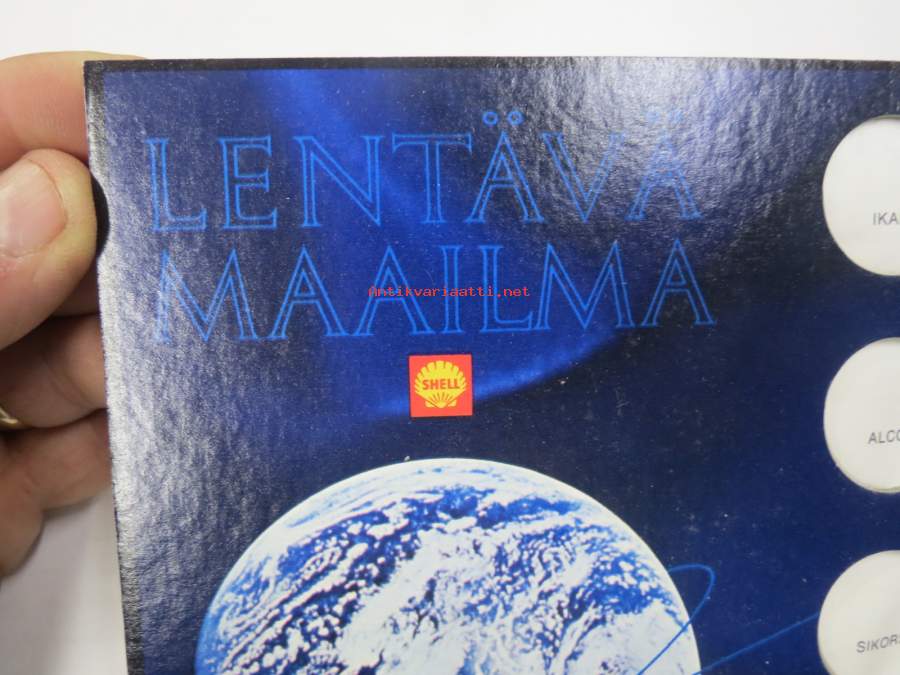 LENTÄVÄ
MAAILMA
Antikvariaatti.net
SHELL
IKA
ALCO
SIKORS